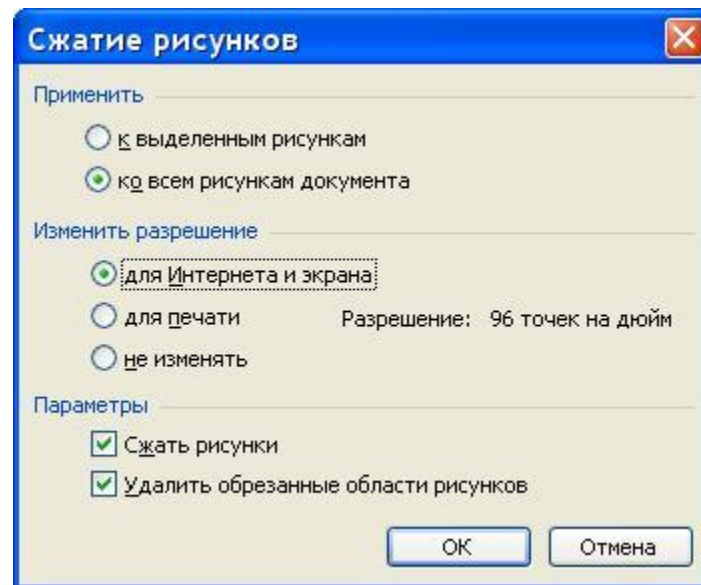 Сжатие рисунков
Применить
к выделенным рисункам
ко всем рисункам документа
Изменить разрешение
для Интернета и экрана
для печати Разрешение: 96 точек на дюйм
не изменять
Параметры
Сжать рисунки
Удалить обрезанные области рисунков
ОК Отмена